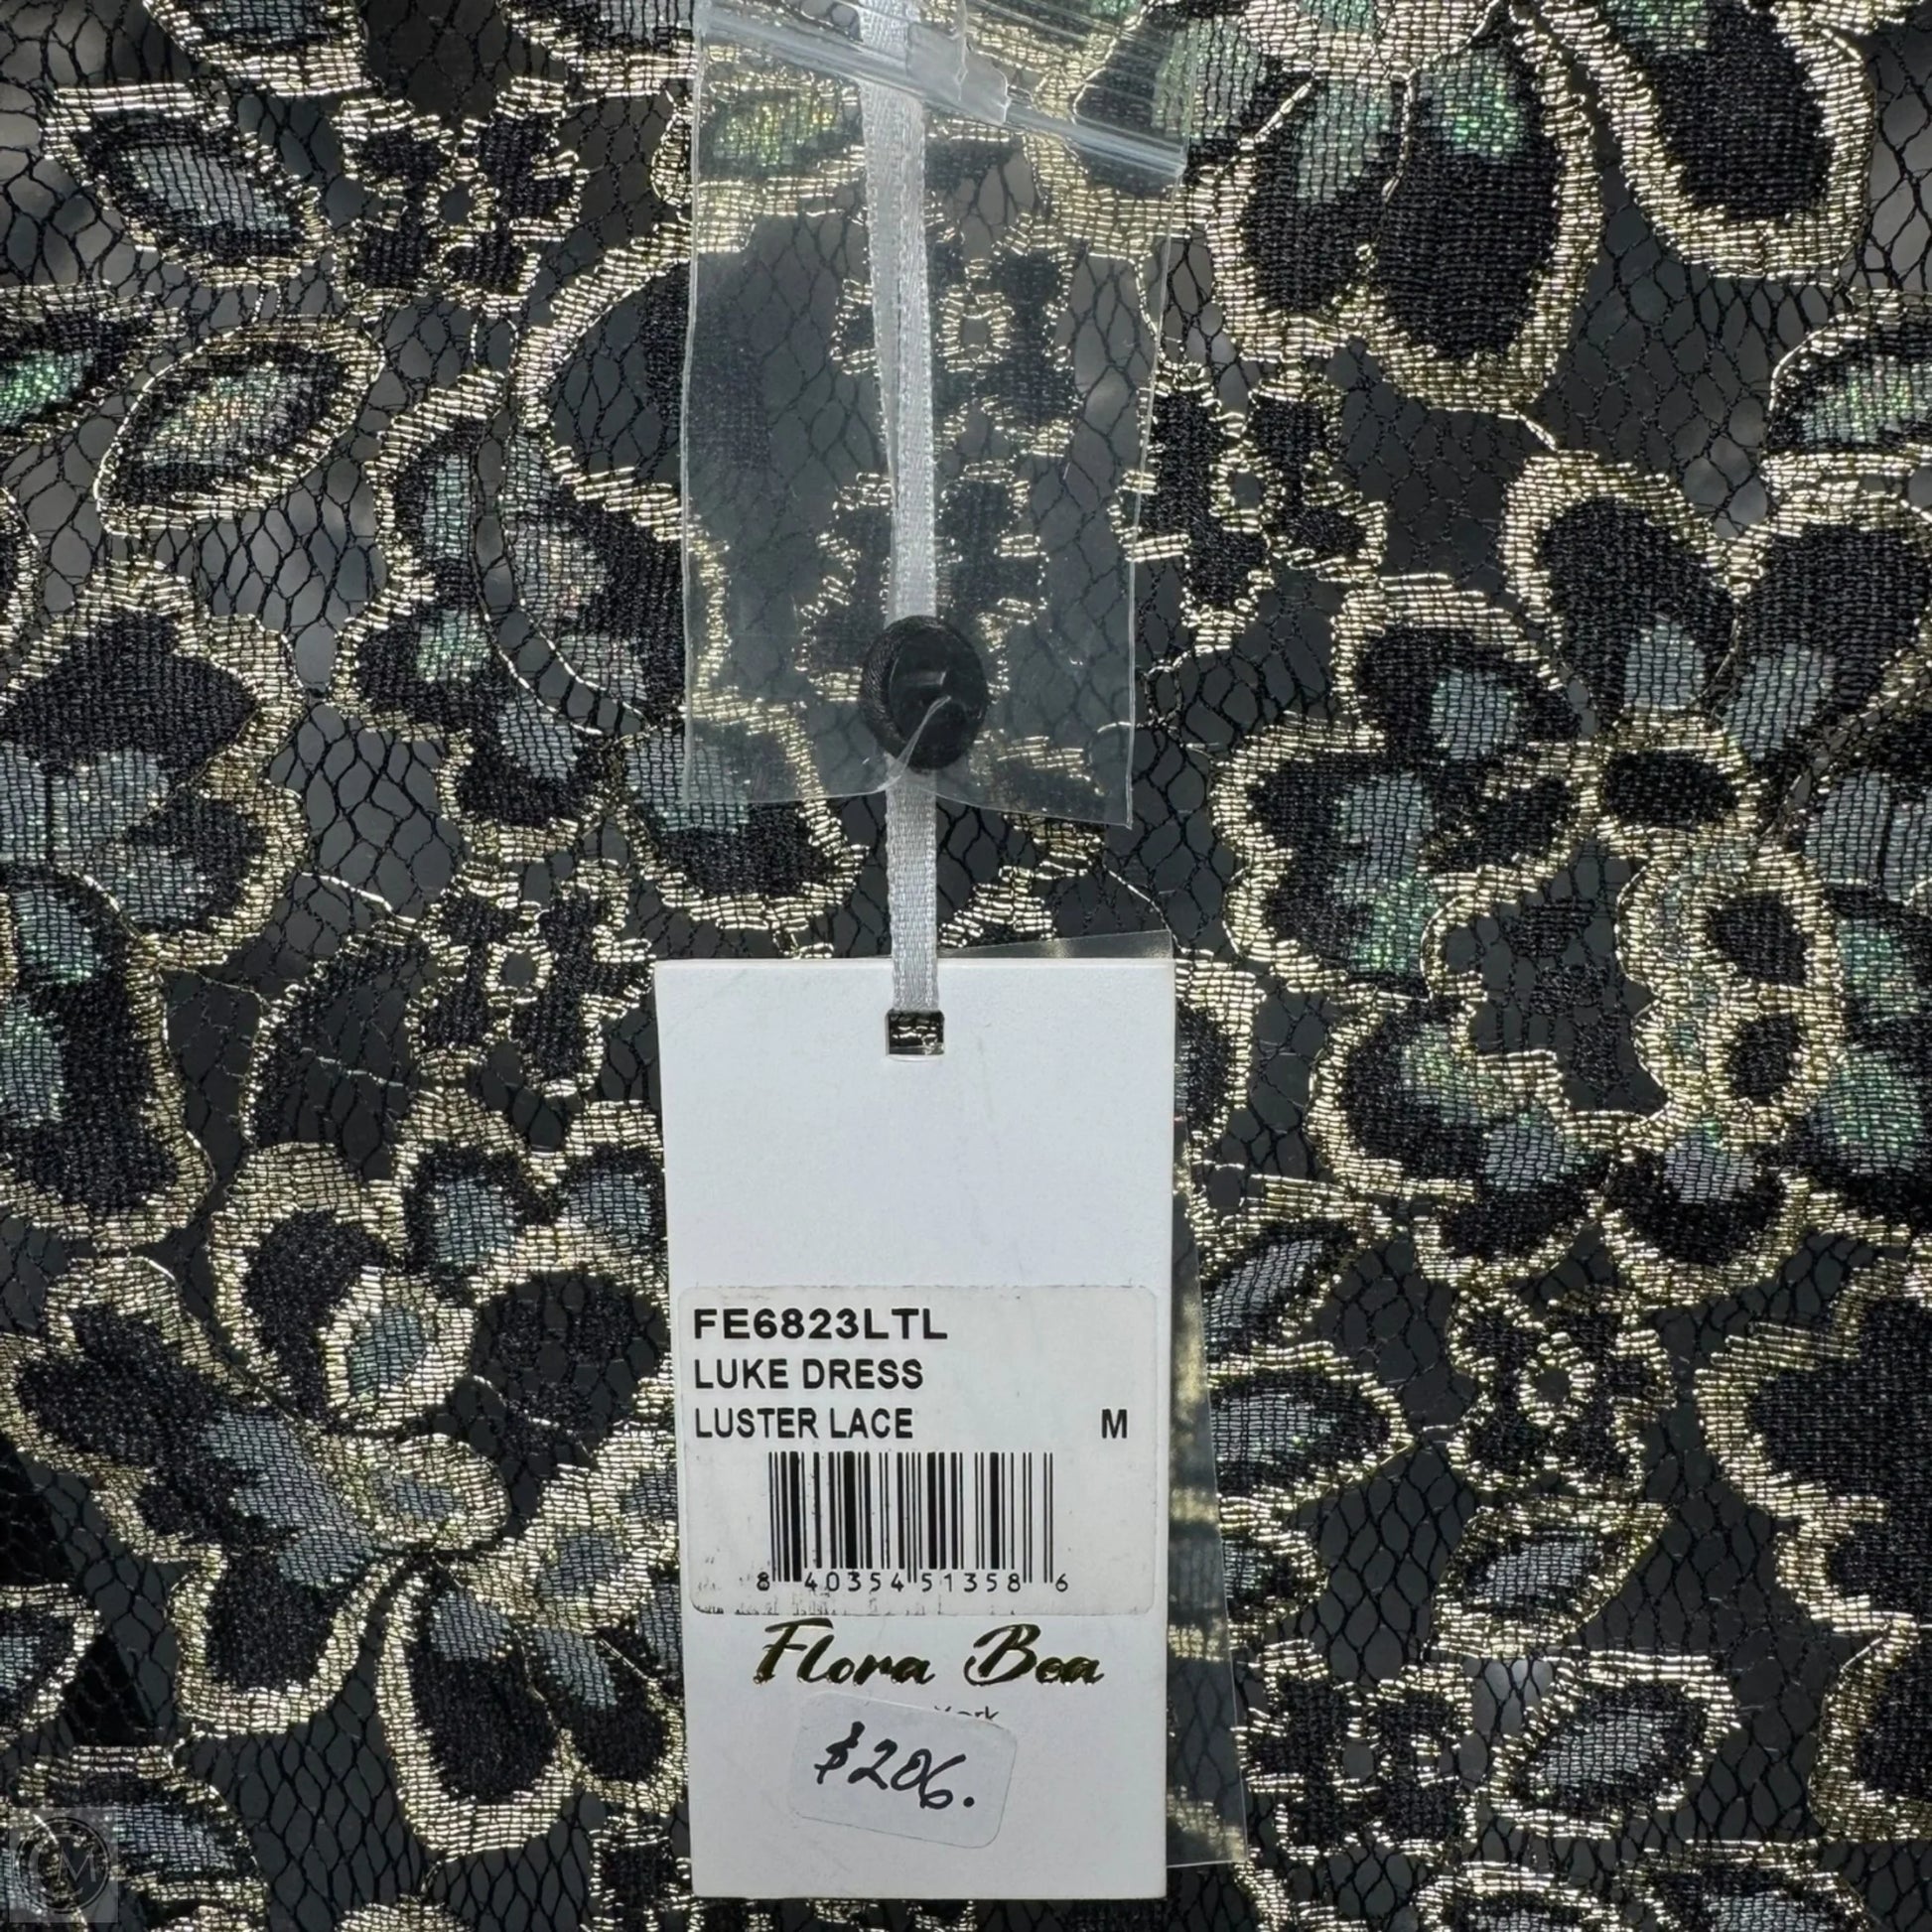 FE6823LTL
LUKE DRESS
LUSTER LACE M
8 40354 51358 6
Flora Bea
$206.